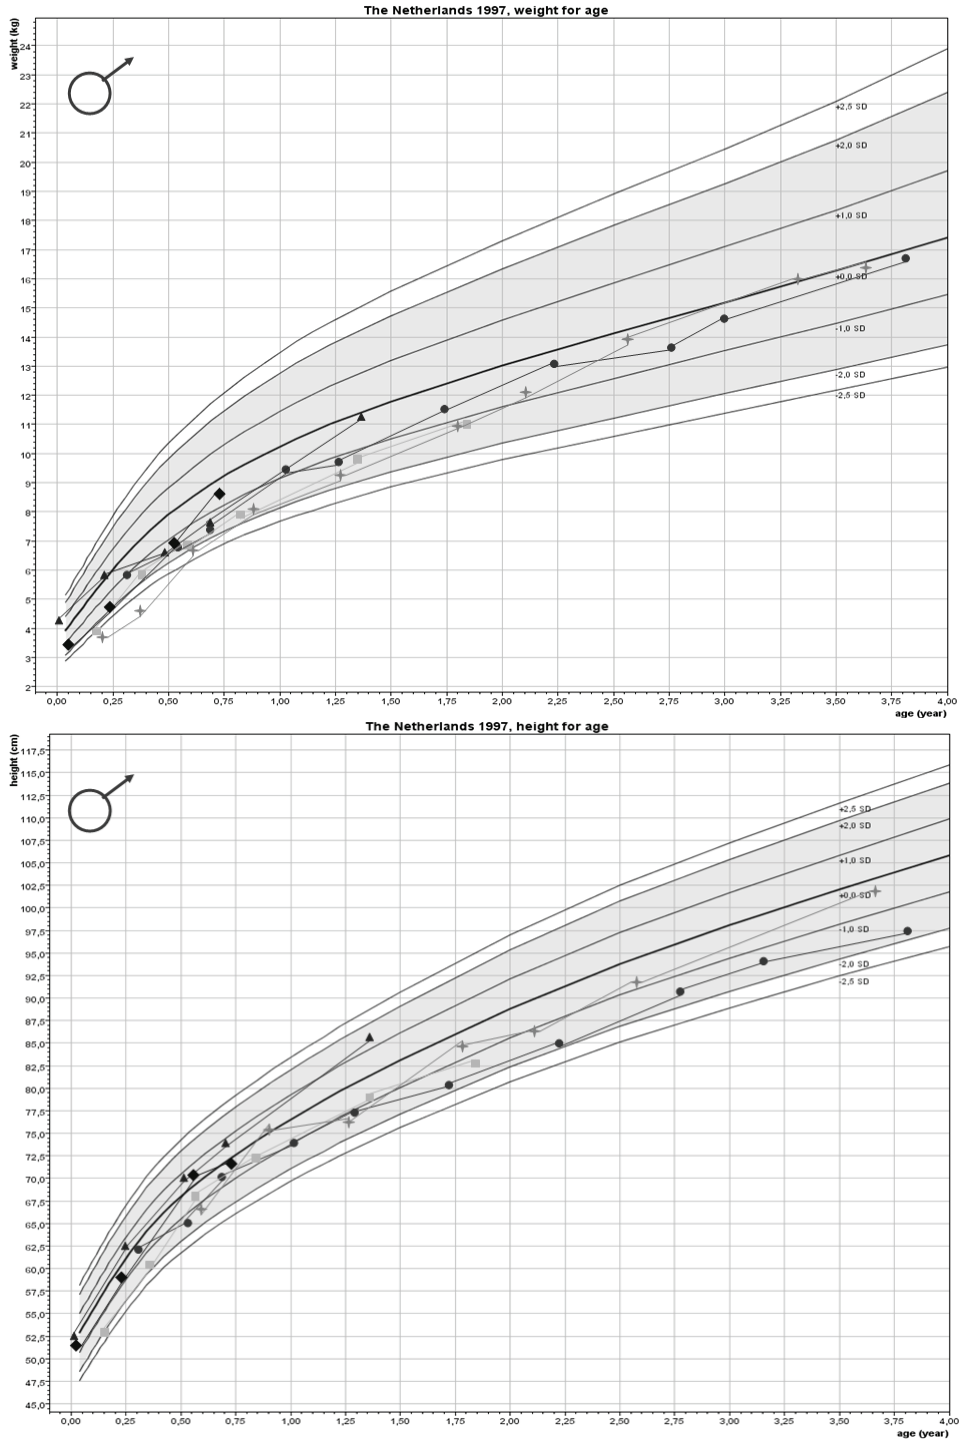 The Netherlands 1997, weight for age
weight (kg)
24
23
22
21
20
19
18
17
16
15
14
13
12
11
10
9
8
7
6
5
4
3
2
+2,5 SD
+2,0 SD
+1,0 SD
+0,0 SD
-1,0 SD
-2,0 SD
-2,5 SD
0,00 0,25 0,50 0,75 1,00 1,25 1,50 1,75 2,00 2,25 2,50 2,75 3,00 3,25 3,50 3,75 4,00
age (year)
The Netherlands 1997, height for age
height (cm)
117,5
115,0
112,5
110,0
107,5
105,0
102,5
100,0
97,5
95,0
92,5
90,0
87,5
85,0
82,5
80,0
77,5
75,0
72,5
70,0
67,5
65,0
62,5
60,0
57,5
55,0
52,5
50,0
47,5
45,0
+2,5 SD
+2,0 SD
+1,0 SD
+0,0 SD
-1,0 SD
-2,0 SD
-2,5 SD
0,00 0,25 0,50 0,75 1,00 1,25 1,50 1,75 2,00 2,25 2,50 2,75 3,00 3,25 3,50 3,75 4,00
age (year)